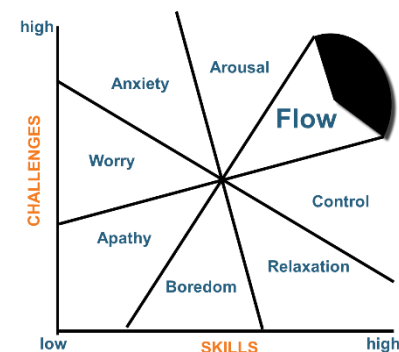 high
Arousal
Anxiety
Flow
CHALLENGES
Worry
Control
Apathy
Relaxation
Boredom
low
SKILLS
high